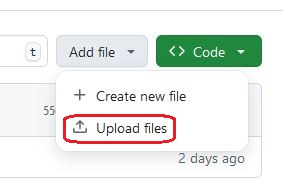 t
Add file
<> Code
55
Create new file
Upload files
2 days ago